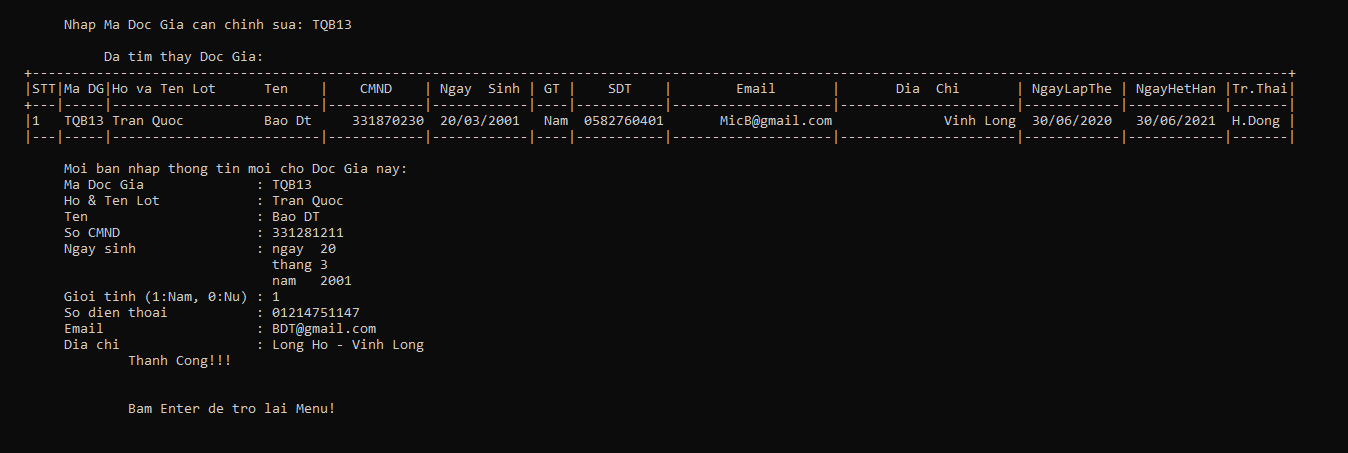 Nhap Ma Doc Gia can chinh sua: TQB13
Da tim thay Doc Gia:
|STT|Ma DG|Ho va Ten Lot Ten | CMND | Ngay Sinh | GT | SDT | Email | Dia Chi | NgayLapThe | NgayHetHan |Tr.Thai|
|1 TQB13 Tran Quoc Bao Dt 331870230 20/03/2001 Nam 0582760401 MicB@gmail.com Vinh Long 30/06/2020 30/06/2021 H.Dong |
Moi ban nhap thong tin moi cho Doc Gia nay:
Ma Doc Gia : TQB13
Ho & Ten Lot : Tran Quoc
Ten : Bao DT
So CMND : 331281211
Ngay sinh : ngay 20
thang 3
nam 2001
Gioi tinh (1:Nam, 0:Nu) : 1
So dien thoai : 01214751147
Email : BDT@gmail.com
Dia chi : Long Ho - Vinh Long
Thanh Cong!!!
Bam Enter de tro lai Menu!